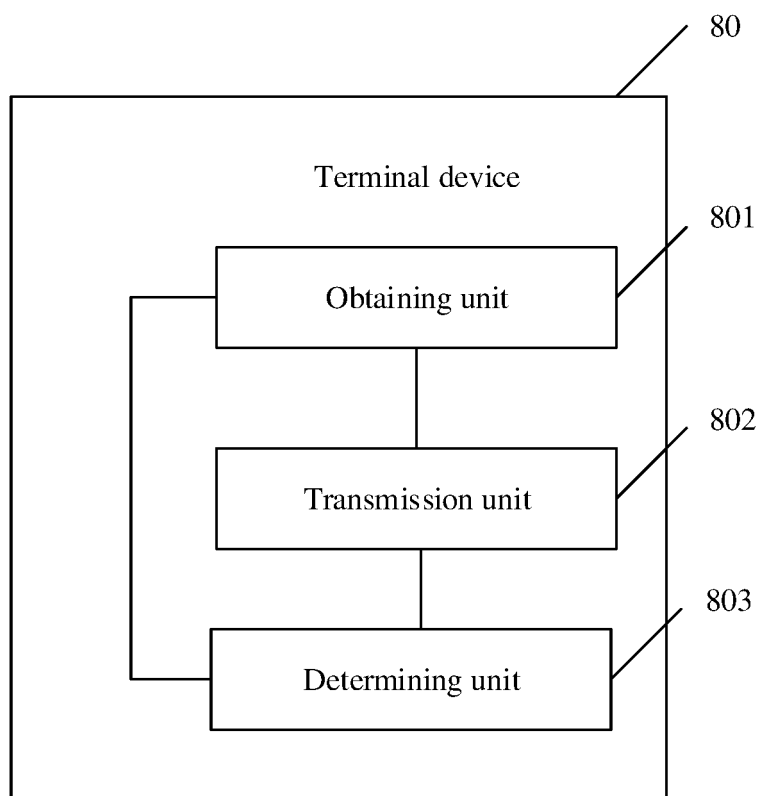 80
Terminal device
801
Obtaining unit
802
Transmission unit
803
Determining unit